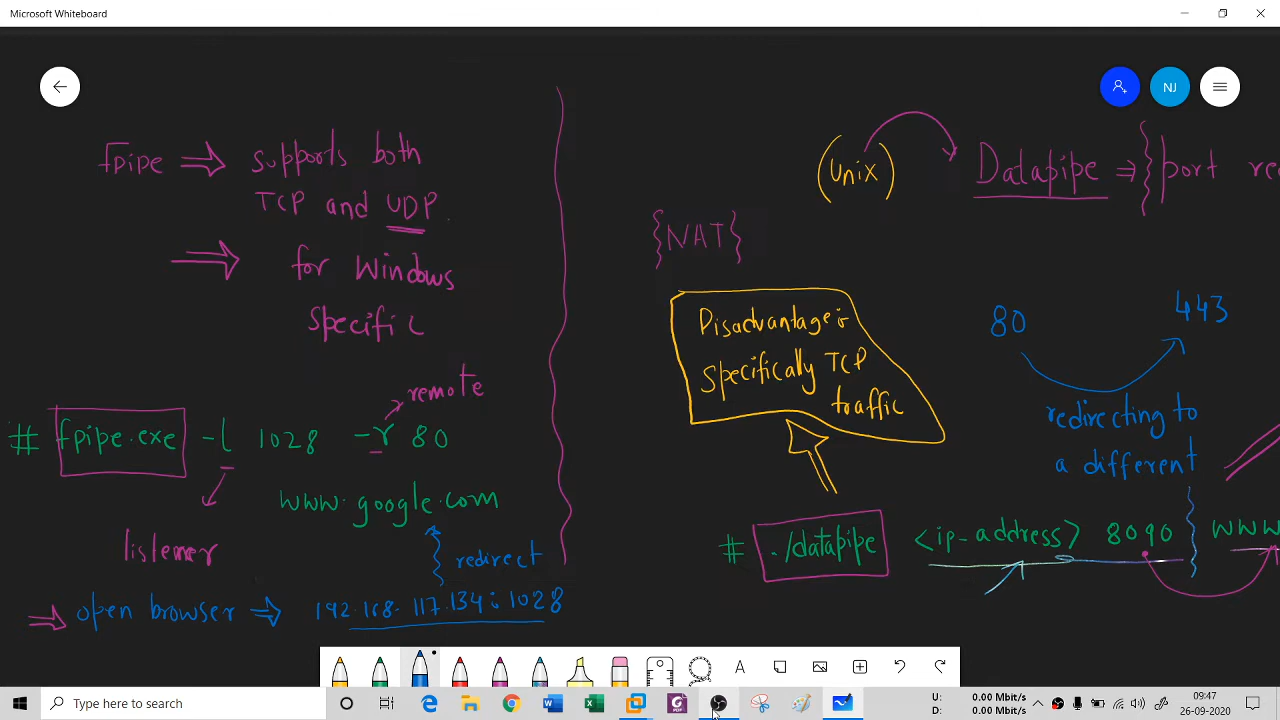 Microsoft Whiteboard
NJ
fpipe ⇒ supports both
TCP and UDP.
⇒ for Windows
specific
remote
# fpipe.exe -l 1028 -r 80
www.google.com
listener
redirect
⇒ open browser ⇒ 192.168.117.134:1028
(Unix)
Datapipe ⇒ {port re
{NAT}
Disadvantage :
Specifically TCP
traffic
80 443
redirecting to
a different
# ./datapipe <ip-address> 8090 www
A
Type here to search
U: 0.00 Mbit/s
D: 0.00 Mbit/s
09:47
26-09-2020